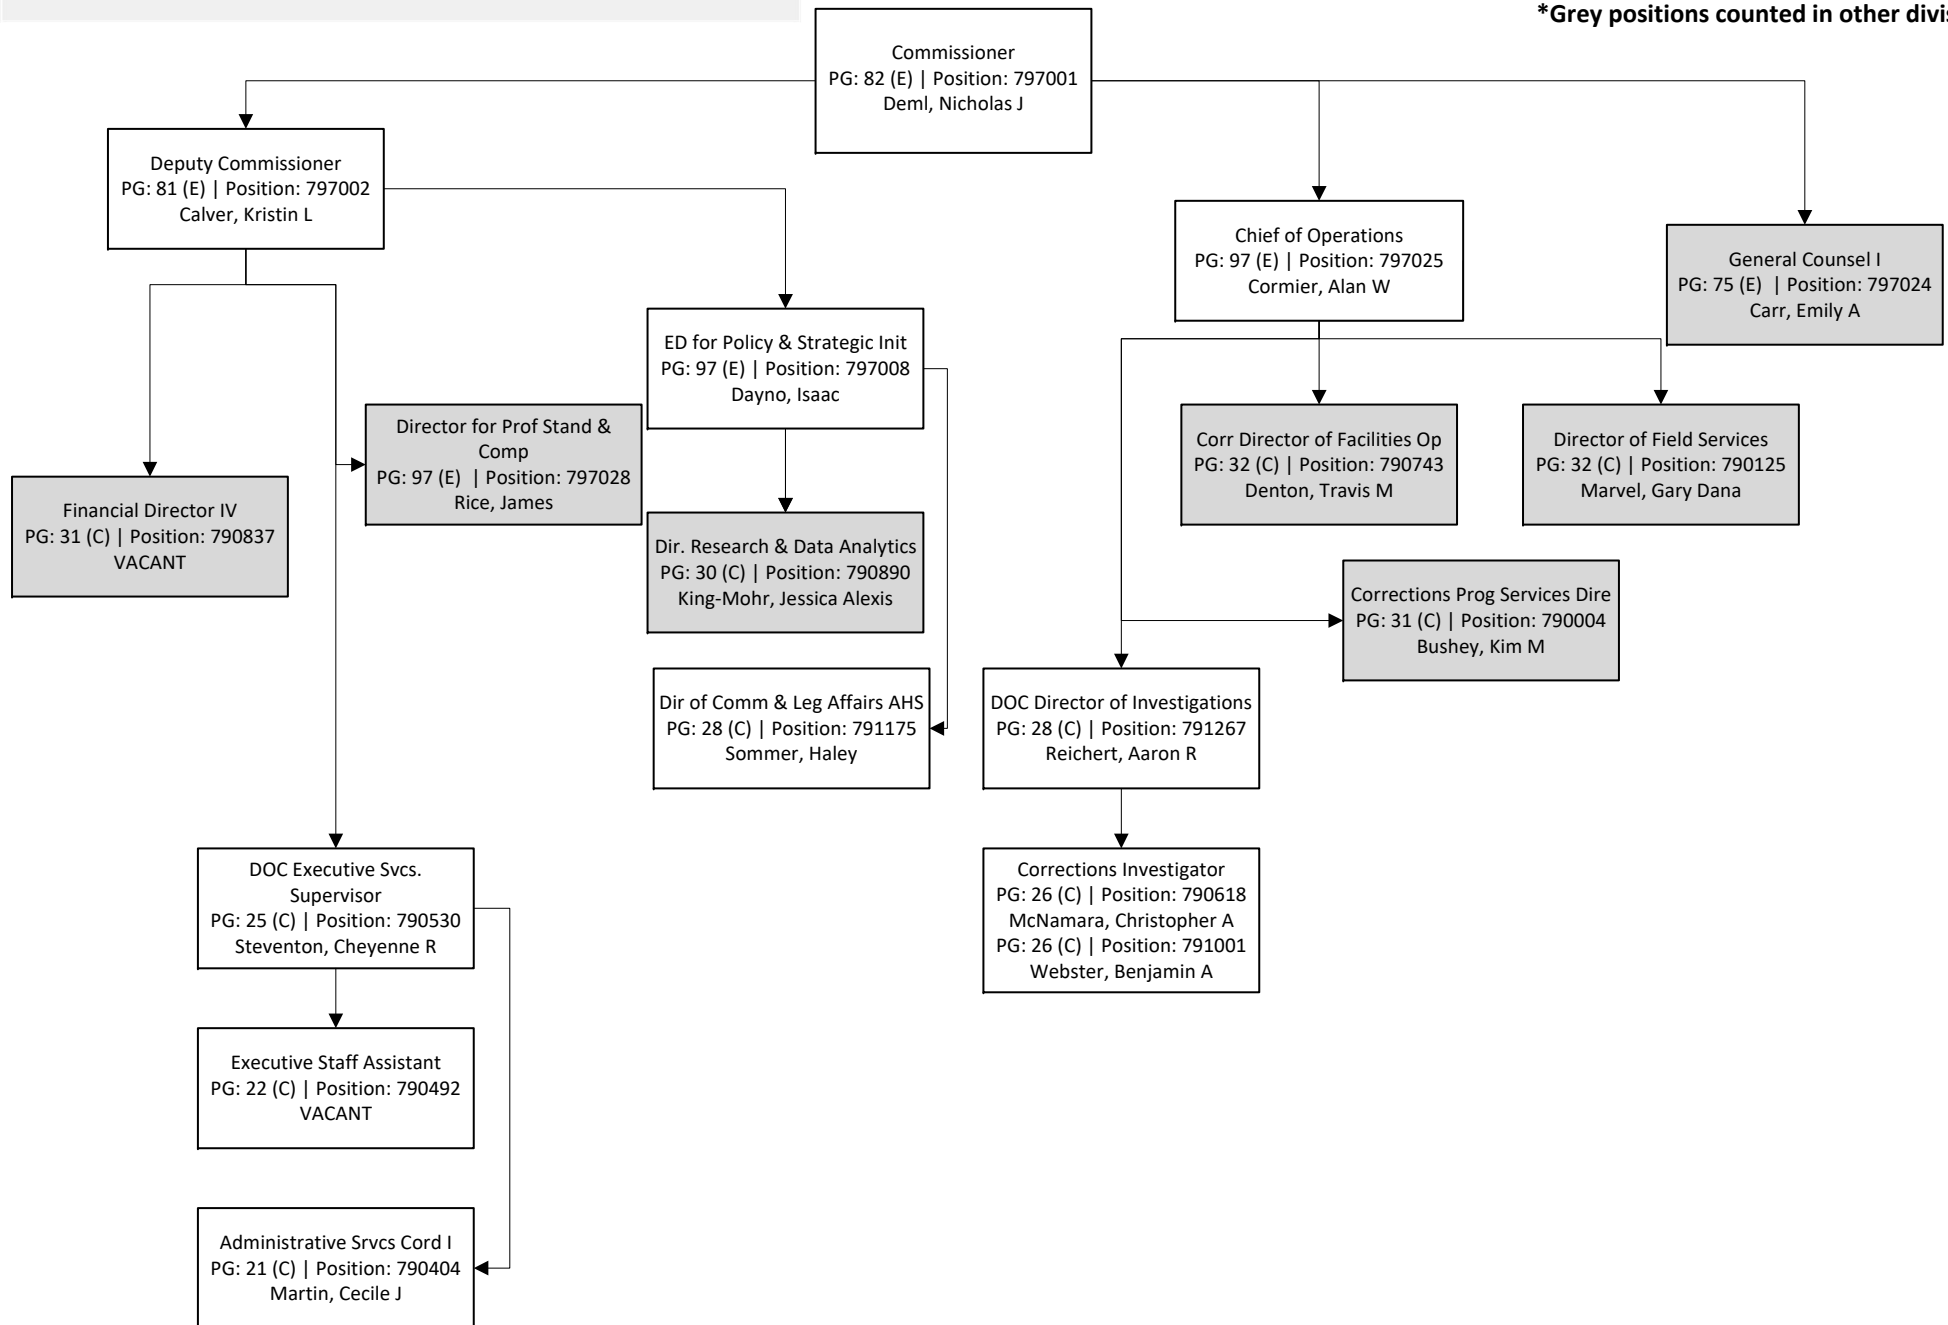 *Grey positions counted in other
Commissioner
PG: 82 (E) | Position: 797001
Deml, Nicholas J
Deputy Commissioner
PG: 81 (E) | Position: 797002
Calver, Kristin L
Chief of Operations
PG: 97 (E) | Position: 797025
Cormier, Alan W
General Counsel I
PG: 75 (E) | Position: 797024
Carr, Emily A
ED for Policy & Strategic Init
PG: 97 (E) | Position: 797008
Dayno, Isaac
Director for Prof Stand &
Comp
PG: 97 (E) | Position: 797028
Rice, James
Corr Director of Facilities Op
PG: 32 (C) | Position: 790743
Denton, Travis M
Director of Field Services
PG: 32 (C) | Position: 790125
Marvel, Gary Dana
Financial Director IV
PG: 31 (C) | Position: 790837
VACANT
Dir. Research & Data Analytics
PG: 30 (C) | Position: 790890
King-Mohr, Jessica Alexis
Corrections Prog Services Dire
PG: 31 (C) | Position: 790004
Bushey, Kim M
Dir of Comm & Leg Affairs AHS
PG: 28 (C) | Position: 791175
Sommer, Haley
DOC Director of Investigations
PG: 28 (C) | Position: 791267
Reichert, Aaron R
DOC Executive Svcs.
Supervisor
PG: 25 (C) | Position: 790530
Steventon, Cheyenne R
Corrections Investigator
PG: 26 (C) | Position: 790618
McNamara, Christopher A
PG: 26 (C) | Position: 791001
Webster, Benjamin A
Executive Staff Assistant
PG: 22 (C) | Position: 790492
VACANT
Administrative Srvcs Cord I
PG: 21 (C) | Position: 790404
Martin, Cecile J